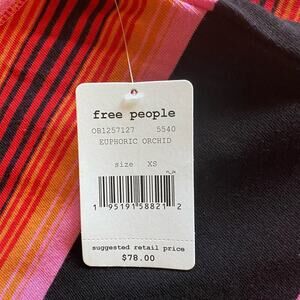 free people
OB1257127 5540
EUPHORIC ORCHID
size XS
1 95191 58821 2
suggested retail price
$78.00